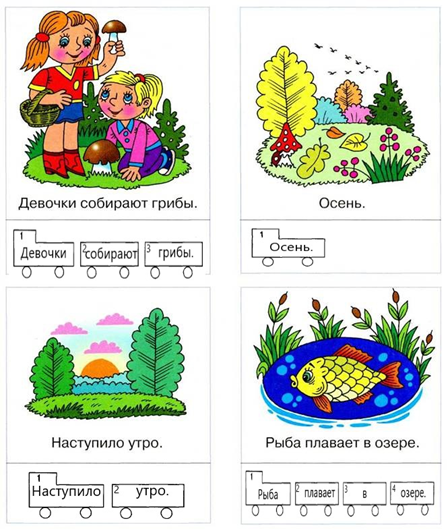 Девочки собирают грибы.
1 Девочки 2 собирают 3 грибы.
Осень.
1 Осень.
Наступило утро.
1 Наступило 2 утро.
Рыба плавает в озере.
1 Рыба 2 плавает 3 в 4 озере.